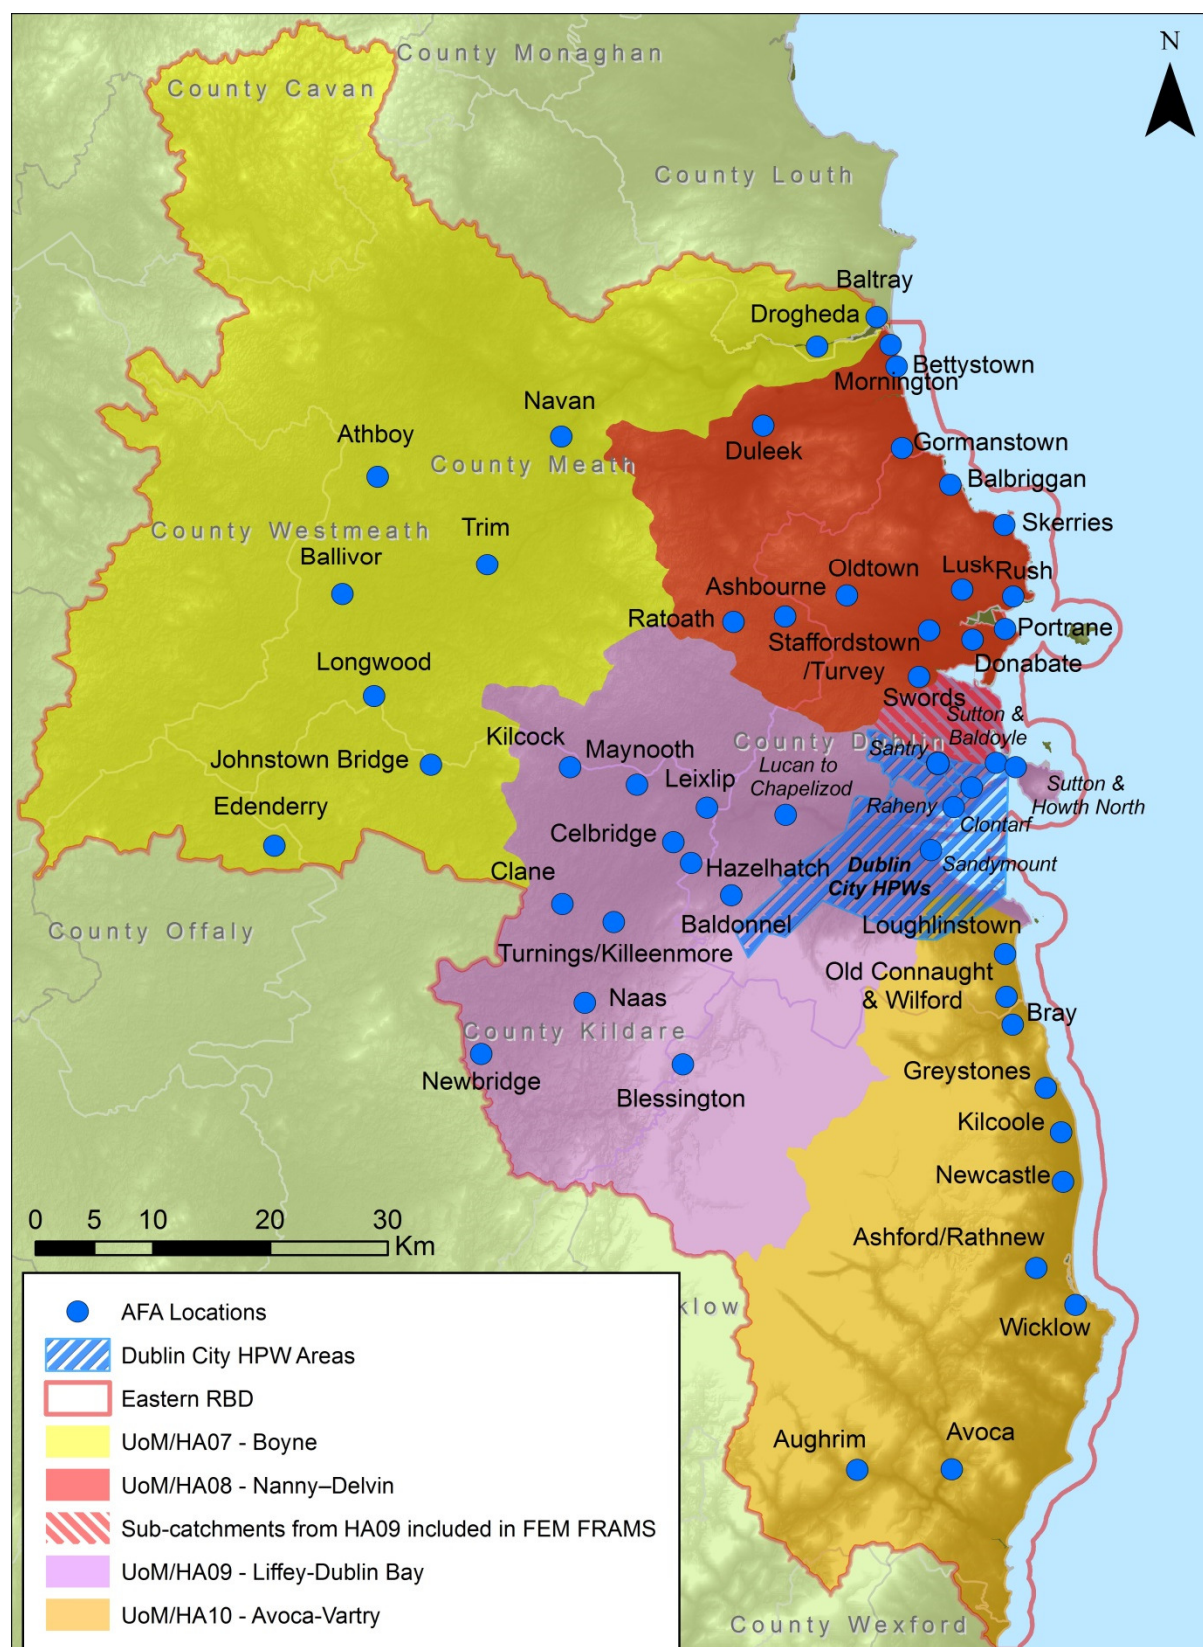 N
County Monaghan
County Cavan
County Louth
Baltray
Drogheda
Bettystown
Mornington
Navan
Athboy
Duleek
Gormanstown
County Meath
Balbriggan
County Westmeath
Trim
Skerries
Ballivor
Oldtown
Lusk
Rush
Ashbourne
Ratoath
Staffordstown
/Turvey
Portrane
Donabate
Longwood
Swords
Sutton &
Baldoyle
Kilcock
Maynooth
County Dublin
Santry
Johnstown Bridge
Leixlip
Lucan to
Chapelizod
Sutton &
Howth North
Raheny
Clontarf
Edenderry
Celbridge
Hazelhatch
Dublin
City HPWs
Sandymount
Clane
Baldonnel
Loughlinstown
County Offaly
Turnings/Killeenmore
Old Connaught
& Wilford
Naas
Bray
County Kildare
Newbridge
Blessington
Greystones
Kilcoole
Newcastle
0 5 10 20 30
Km
Ashford/Rathnew
klow
Wicklow
Aughrim
Avoca
County Wexford
AFA Locations
Dublin City HPW Areas
Eastern RBD
UoM/HA07 - Boyne
UoM/HA08 - Nanny–Delvin
Sub-catchments from HA09 included in FEM FRAMS
UoM/HA09 - Liffey-Dublin Bay
UoM/HA10 - Avoca-Vartry